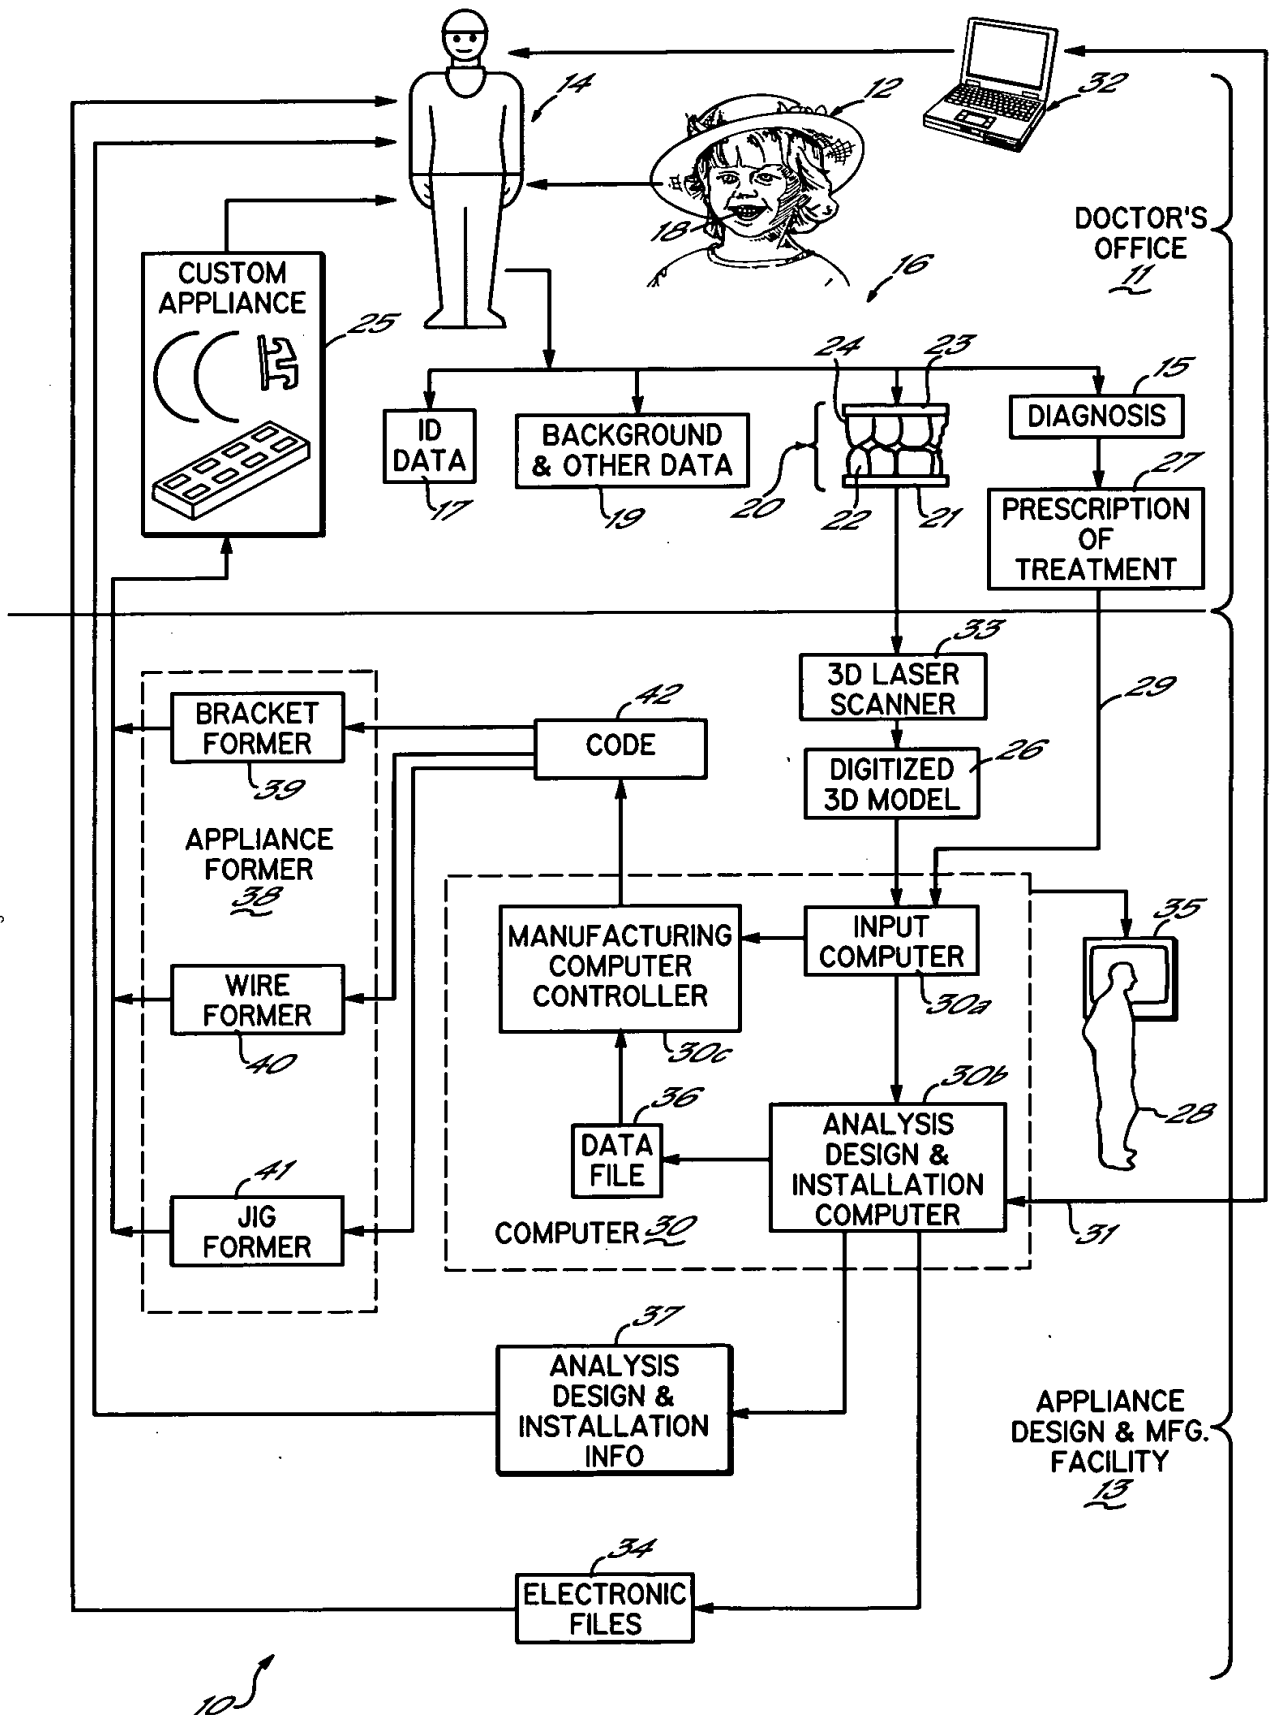 14
12
32
18
DOCTOR'S
OFFICE
11
16
CUSTOM
APPLIANCE
25
24
23
15
ID
DATA
17
BACKGROUND
& OTHER DATA
19
20
22
21
DIAGNOSIS
27
PRESCRIPTION
OF
TREATMENT
33
3D LASER
SCANNER
29
BRACKET
FORMER
39
42
CODE
26
DIGITIZED
3D MODEL
APPLIANCE
FORMER
38
MANUFACTURING
COMPUTER
CONTROLLER
30c
INPUT
COMPUTER
30a
35
WIRE
FORMER
40
36
DATA
FILE
30b
ANALYSIS
DESIGN &
INSTALLATION
COMPUTER
28
41
JIG
FORMER
COMPUTER 30
31
37
ANALYSIS
DESIGN &
INSTALLATION
INFO
APPLIANCE
DESIGN & MFG.
FACILITY
13
34
ELECTRONIC
FILES
10